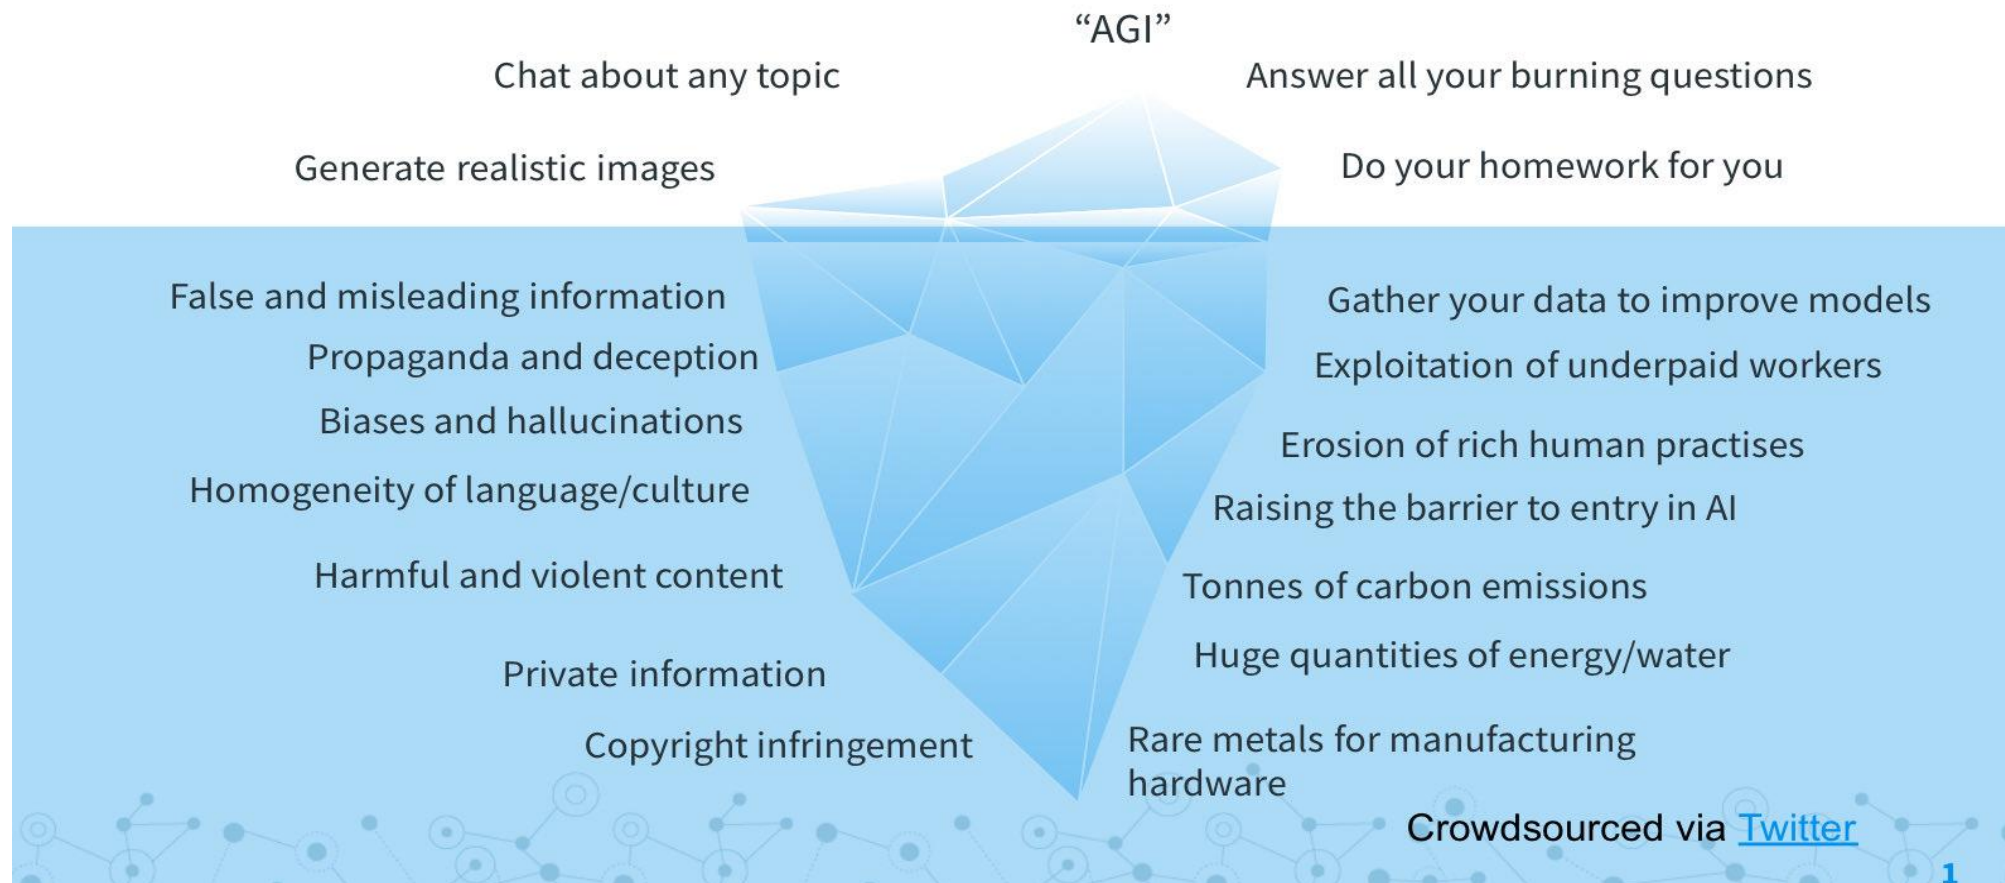 “AGI”
Chat about any topic
Answer all your burning questions
Generate realistic images
Do your homework for you
False and misleading information
Gather your data to improve models
Propaganda and deception
Exploitation of underpaid workers
Biases and hallucinations
Erosion of rich human practises
Homogeneity of language/culture
Raising the barrier to entry in AI
Harmful and violent content
Tonnes of carbon emissions
Private information
Huge quantities of energy/water
Copyright infringement
Rare metals for manufacturing
hardware
Crowdsourced via Twitter
1